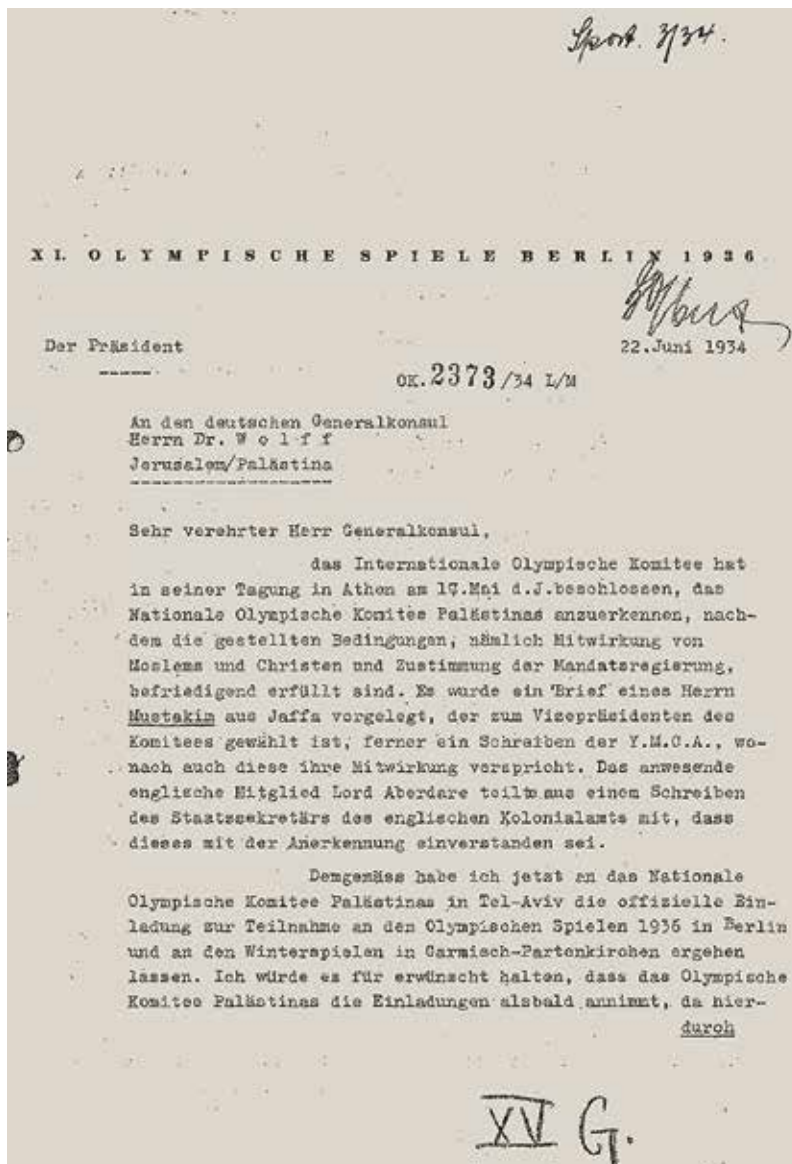 Sport. 3/34.
XI. OLYMPISCHE SPIELE BERLIN 1936
Der Präsident
22.Juni 1934
OK.2373/34 L/M
An den deutschen Generalkonsul
Herrn Dr. W o l f f
Jerusalem/Palästina
Sehr verehrter Herr Generalkonsul,
das Internationale Olympische Komitee hat
in seiner Tagung in Athen am Mai d.J.beschlossen, das
Nationale Olympische Komitee Palästinas anzuerkennen, nach-
dem die gestellten Bedingungen, nämlich Mitwirkung von
Moslems und Christen und Zustimmung der Mandatsregierung,
befriedigend erfüllt sind. Es wurde ein Brief eines Herrn
Mustakim aus Jaffa vorgelegt, der zum Vizepräsidenten des
Komitees gewählt ist, ferner ein Schreiben der Y.M.C.A., wo-
nach auch diese ihre Mitwirkung verspricht. Das anwesende
englische Mitglied Lord Aberdare teilte aus einem Schreiben
des Staatssekretärs des englischen Kolonialamts mit, dass
dieses mit der Anerkennung einverstanden sei.
Demgemäss habe ich jetzt an das Nationale
Olympische Komitee Palästinas in Tel-Aviv die offizielle Ein-
ladung zur Teilnahme an den Olympischen Spielen 1936 in Berlin
und an den Winterspielen in Garmisch-Partenkirchen ergehen
lassen. Ich würde es für erwünscht halten, dass das Olympische
Komitee Palästinas die Einladungen alsbald annimmt, da hier-
durch
XV G.